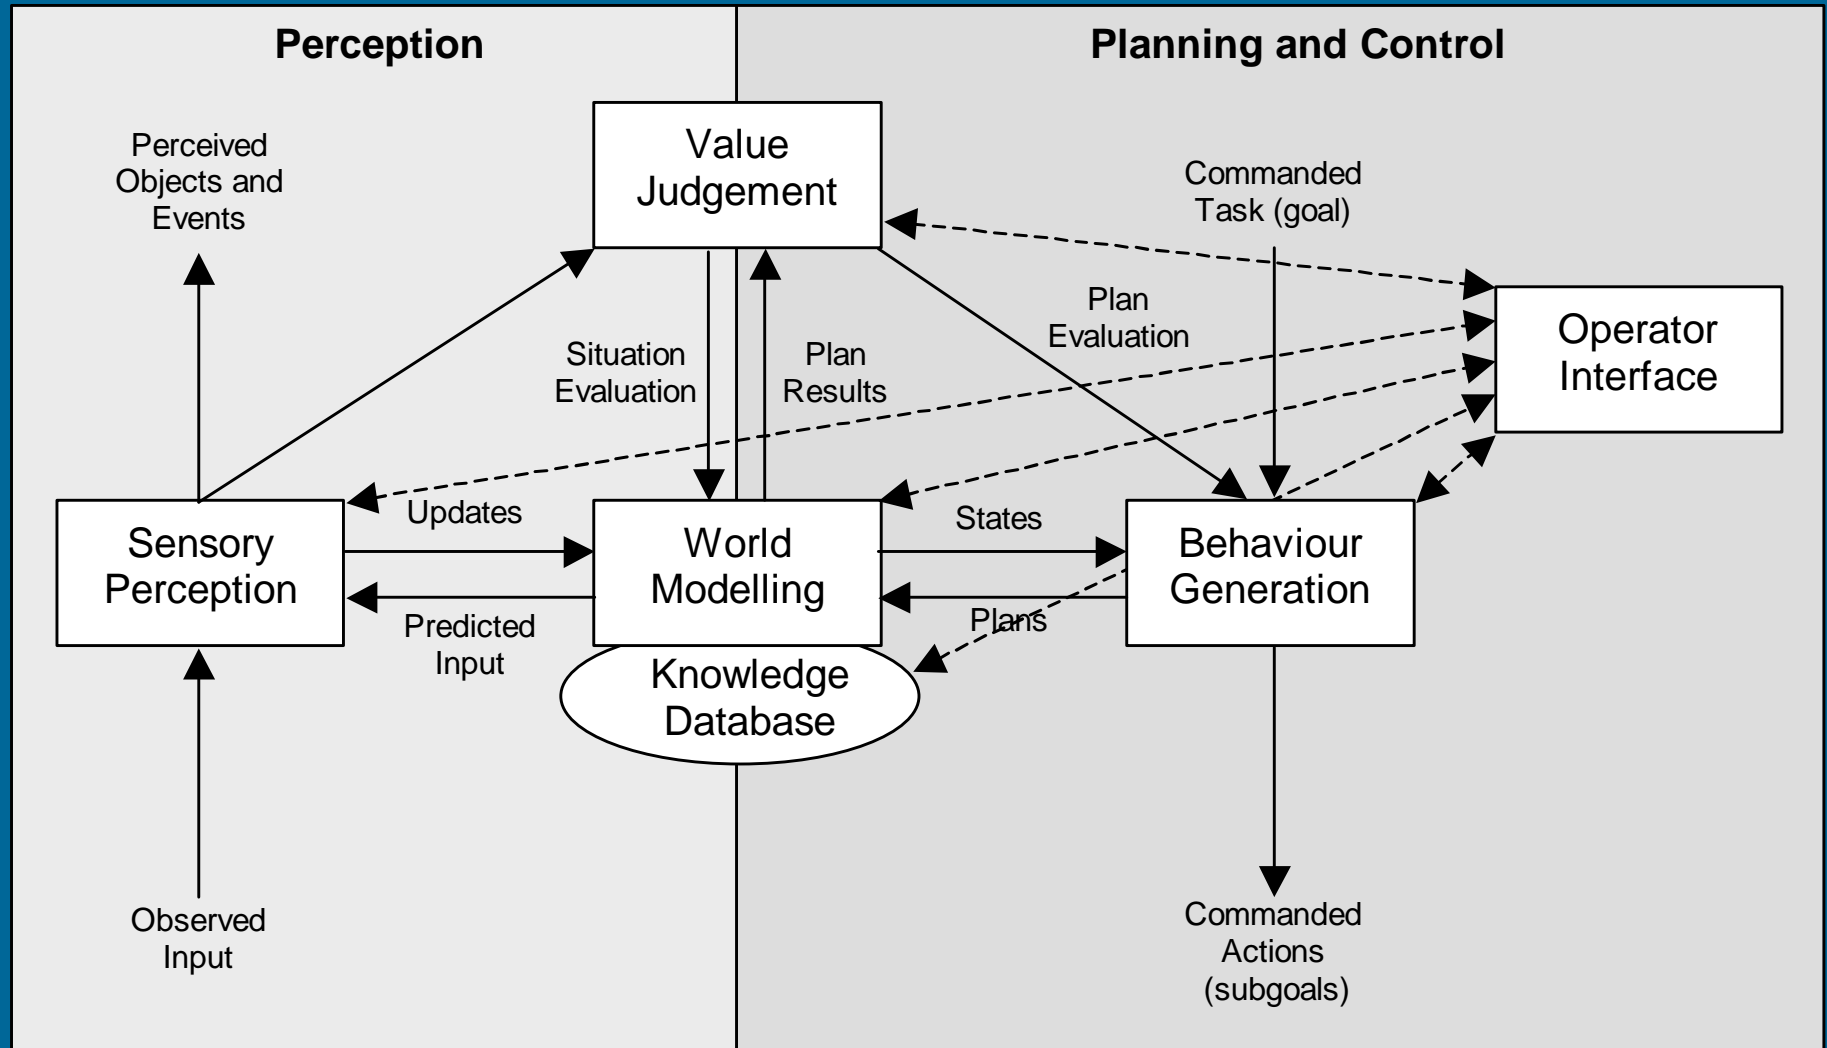 Perception
Planning and Control
Value
Judgement
Perceived
Objects and
Events
Commanded
Task (goal)
Plan
Evaluation
Operator
Interface
Situation
Evaluation
Plan
Results
Updates
States
Sensory
Perception
World
Modelling
Behaviour
Generation
Predicted
Input
Plans
Knowledge
Database
Observed
Input
Commanded
Actions
(subgoals)